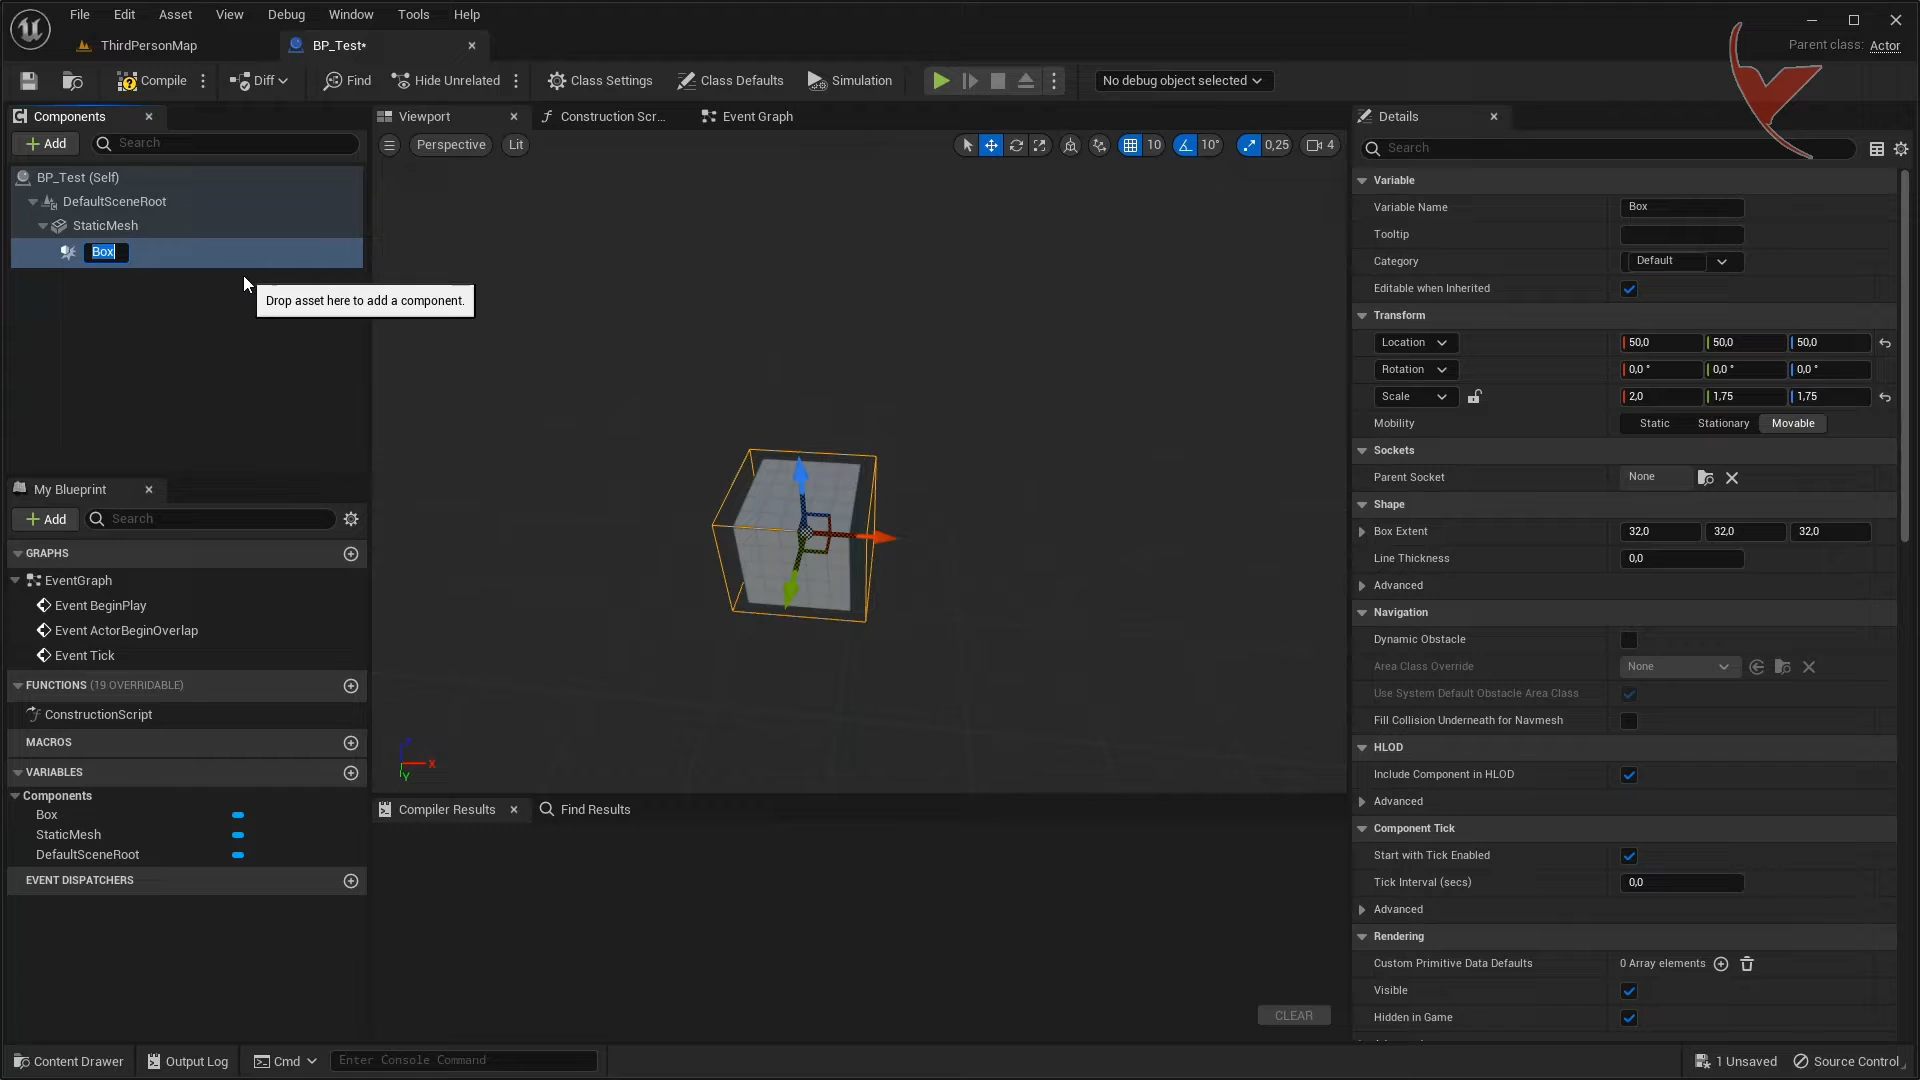 File Edit Asset View Debug Window Tools Help
ThirdPersonMap
BP_Test*
Parent class: Actor
Compile
Diff
Find
Hide Unrelated
Class Settings
Class Defaults
Simulation
No debug object selected
Components
Add
Search
BP_Test (Self)
DefaultSceneRoot
StaticMesh
Box
Drop asset here to add a component.
My Blueprint
Add
Search
GRAPHS
EventGraph
Event BeginPlay
Event ActorBeginOverlap
Event Tick
FUNCTIONS (19 OVERRIDABLE)
ConstructionScript
MACROS
VARIABLES
Components
Box
StaticMesh
DefaultSceneRoot
EVENT DISPATCHERS
Viewport
Construction Scr...
Event Graph
Perspective
Lit
10
10°
0,25
4
Z
X
Y
Compiler Results
Find Results
CLEAR
Details
Search
Variable
Variable Name Box
Tooltip
Category Default
Editable when Inherited
Transform
Location 50,0 50,0 50,0
Rotation 0,0 ° 0,0 ° 0,0 °
Scale 2,0 1,75 1,75
Mobility Static Stationary Movable
Sockets
Parent Socket None
Shape
Box Extent 32,0 32,0 32,0
Line Thickness 0,0
Advanced
Navigation
Dynamic Obstacle
Area Class Override None
Use System Default Obstacle Area Class
Fill Collision Underneath for Navmesh
HLOD
Include Component in HLOD
Advanced
Component Tick
Start with Tick Enabled
Tick Interval (secs) 0,0
Advanced
Rendering
Custom Primitive Data Defaults 0 Array elements
Visible
Hidden in Game
Content Drawer
Output Log
Cmd
Enter Console Command
1 Unsaved
Source Control